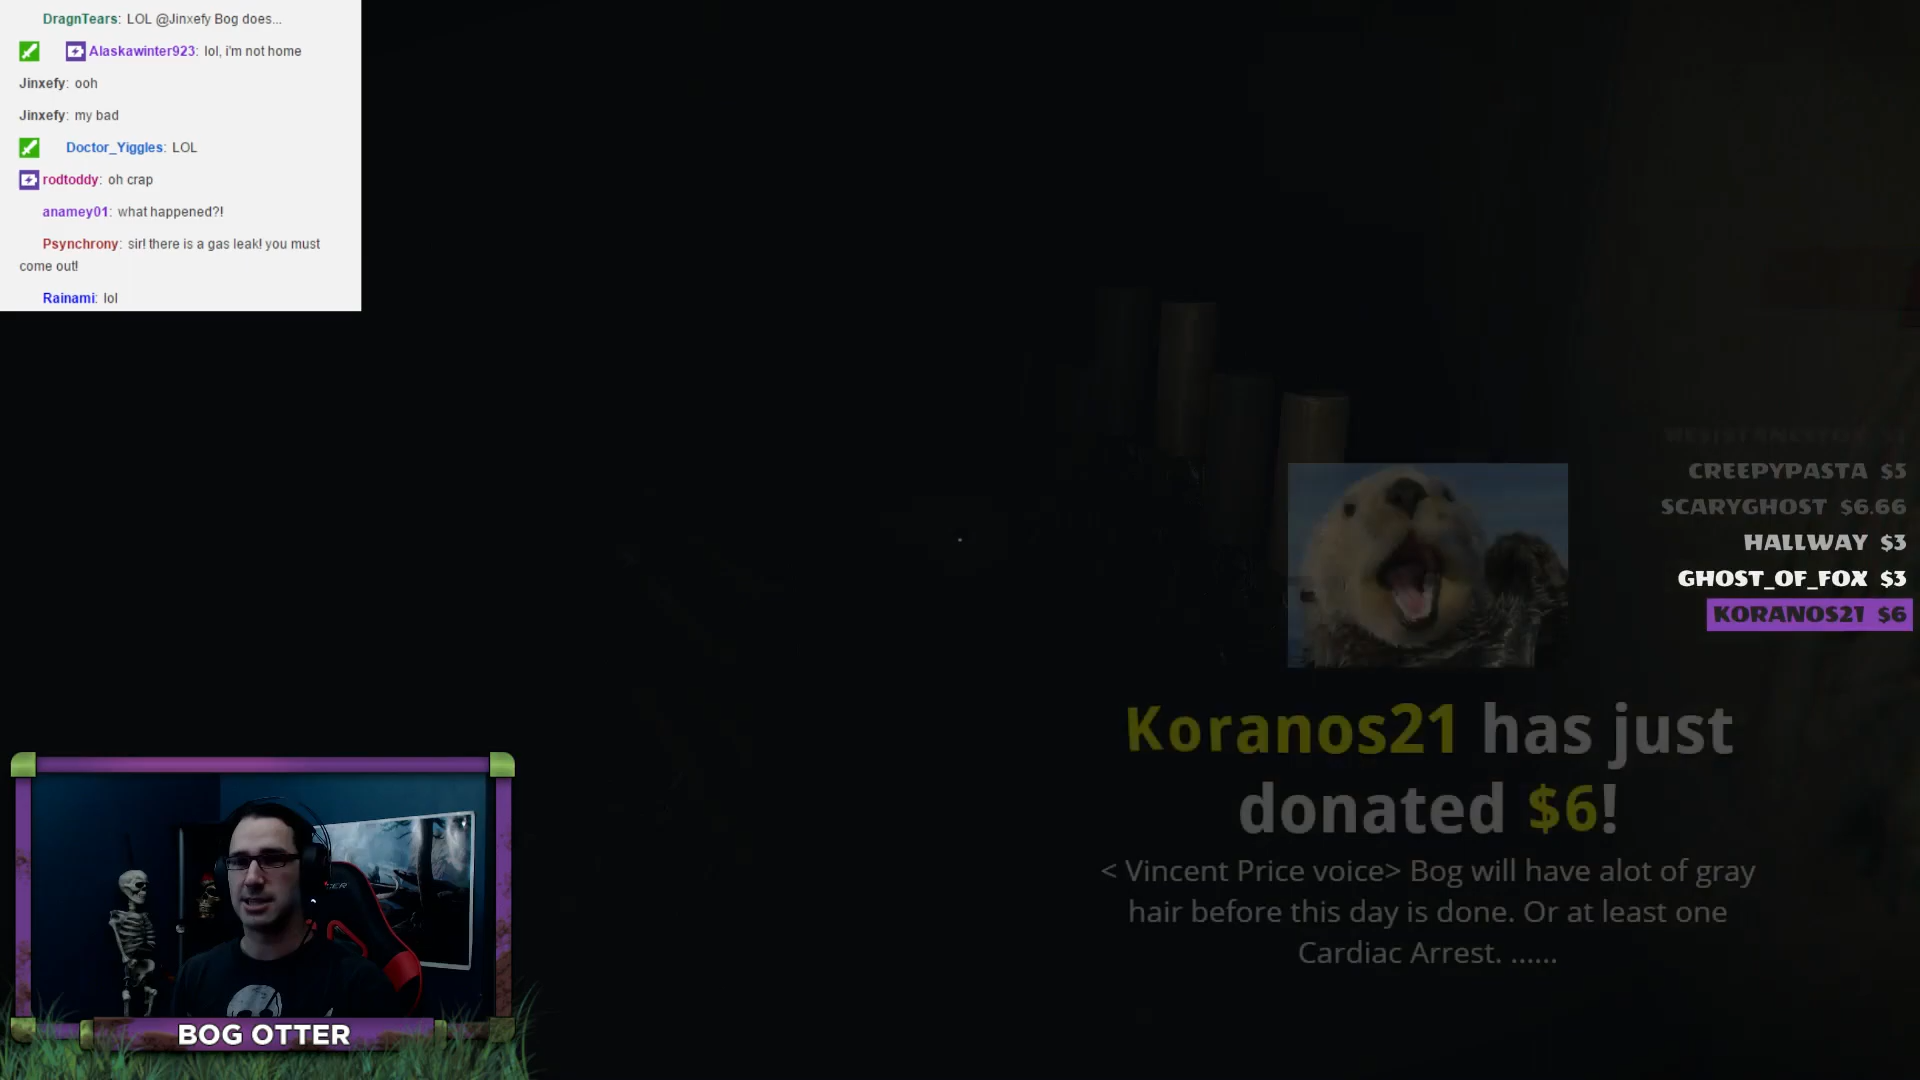 DragnTears: LOL @Jinxefy Bog does...
Alaskawinter923: lol, i'm not home
Jinxefy: ooh
Jinxefy: my bad
Doctor_Yiggles: LOL
rodtoddy: oh crap
anamey01: what happened?!
Psynchrony: sir! there is a gas leak! you must
come out!
Rainami: lol
CREEPYPASTA $5
SCARYGHOST $6.66
HALLWAY $3
GHOST_OF_FOX $3
KORANOS21 $6
Koranos21 has just
donated $6!
< Vincent Price voice> Bog will have alot of gray
hair before this day is done. Or at least one
Cardiac Arrest. ......
BOG OTTER